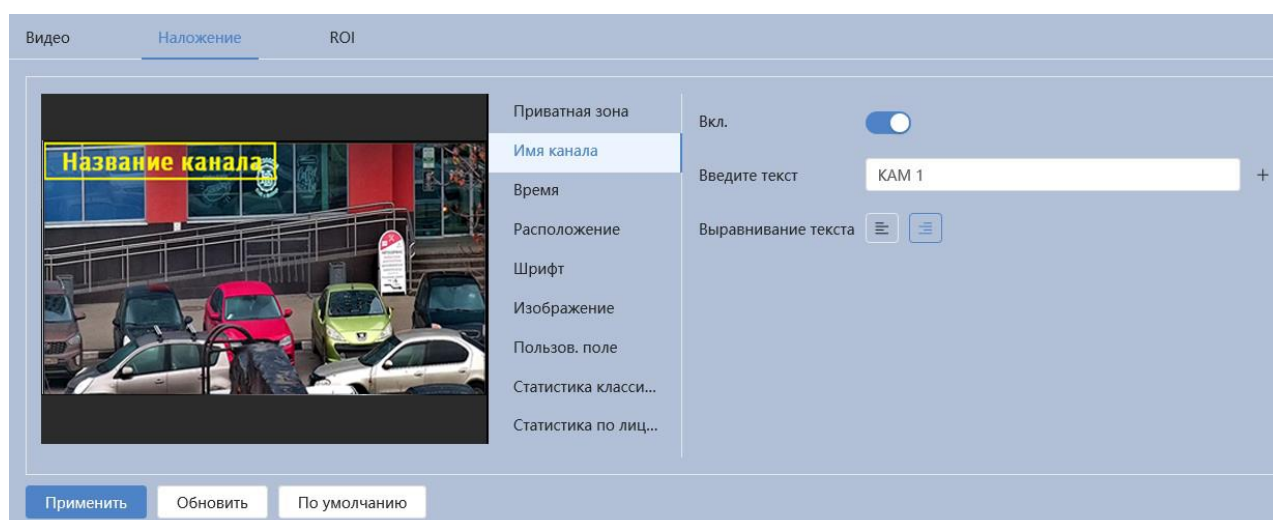 Видео Наложение ROI
Приватная зона
Имя канала
Время
Расположение
Шрифт
Изображение
Пользов. поле
Статистика класси...
Статистика по лиц...
Название канала
Вкл.
Введите текст KAM 1 +
Выравнивание текста
Применить Обновить По умолчанию